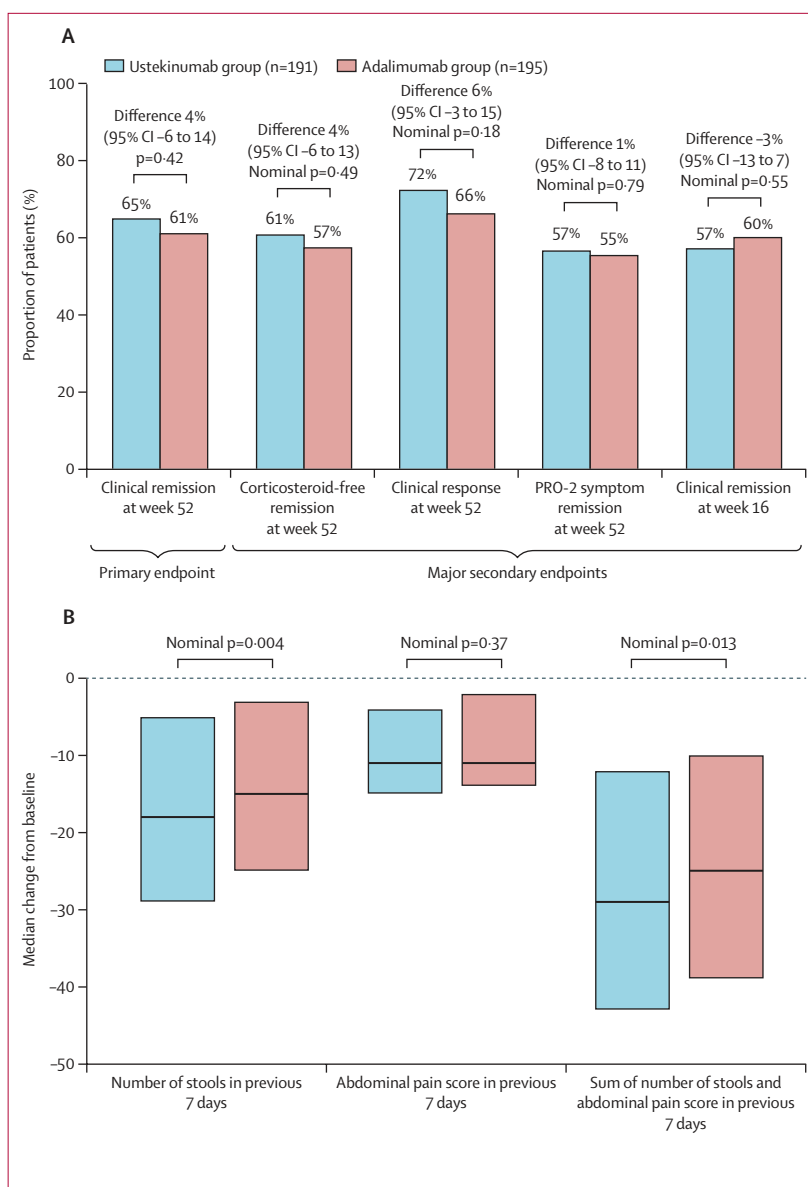 A
Ustekinumab group (n=191) Adalimumab group (n=195)
Proportion of patients (%)
100
80
60
40
20
0
Difference 4%
(95% CI –6 to 14)
p=0·42
65% 61%
Difference 4%
(95% CI –6 to 13)
Nominal p=0·49
61% 57%
Difference 6%
(95% CI –3 to 15)
Nominal p=0·18
72% 66%
Difference 1%
(95% CI –8 to 11)
Nominal p=0·79
57% 55%
Difference –3%
(95% CI –13 to 7)
Nominal p=0·55
57% 60%
Clinical remission
at week 52
Corticosteroid-free
remission
at week 52
Clinical response
at week 52
PRO-2 symptom
remission
at week 52
Clinical remission
at week 16
Primary endpoint
Major secondary endpoints
B
Median change from baseline
0
–10
–20
–30
–40
–50
Nominal p=0·004
Nominal p=0·37
Nominal p=0·013
Number of stools in previous
7 days
Abdominal pain score in previous
7 days
Sum of number of stools and
abdominal pain score in previous
7 days